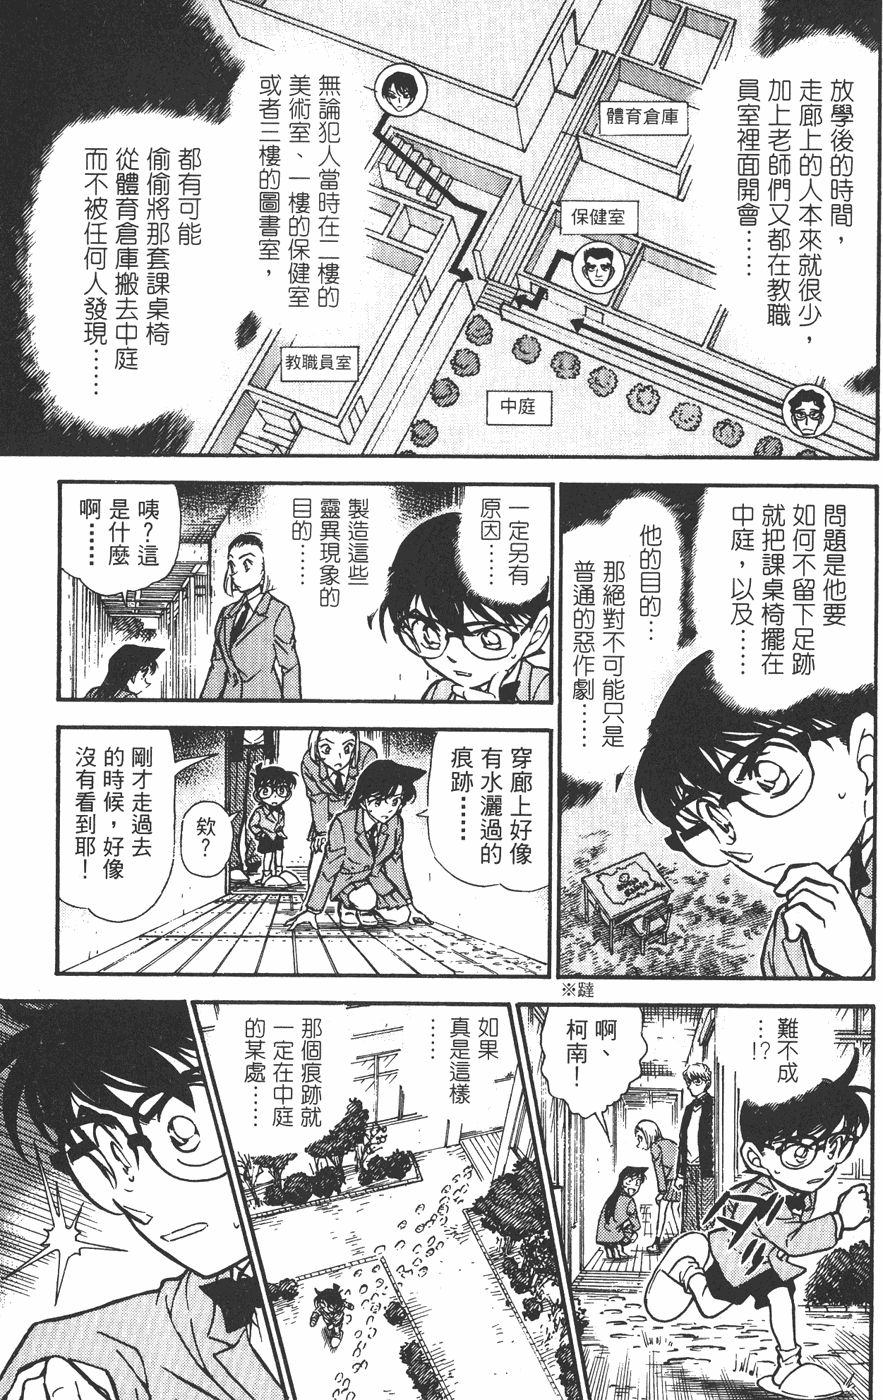 放學後的時間，
走廊上的人本來就很少，
加上老師們又都在教職
員室裡面開會……
體育倉庫
保健室
教職員室
中庭
無論犯人當時在二樓的
美術室、一樓的保健室
或者三樓的圖書室，
都有可能
偷偷將那套課桌椅
從體育倉庫搬去中庭
而不被任何人發現……
問題是他要
如何不留下足跡
就把課桌椅擺在
中庭，以及……
他的目的…
那絕對不可能只是
普通的惡作劇……
一定另有
原因……
製造這些
靈異現象的
目的……
咦？這
是什麼
啊……
穿廊上好像
有水灑過的
痕跡……
欸？
剛才走過去
的時候，好像
沒有看到耶！
※躂
難不成
…!?
啊、
柯南！
如果
真是這樣
……
那個痕跡就
一定在中庭
的某處……